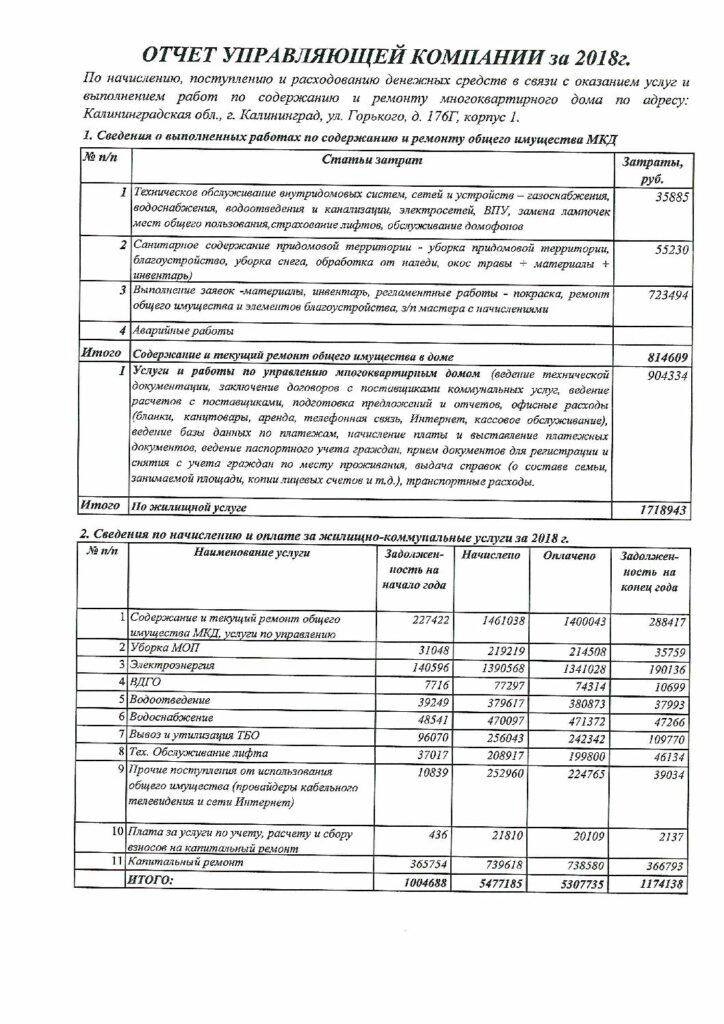 ОТЧЕТ УПРАВЛЯЮЩЕЙ КОМПАНИИ за 2018г.
По начислению, поступлению и расходованию денежных средств в связи с оказанием услуг и
выполнением работ по содержанию и ремонту многоквартирного дома по адресу:
Калининградская обл., г. Калининград, ул. Горького, д. 176Г, корпус 1.
1. Сведения о выполненных работах по содержанию и ремонту общего имущества МКД
№ п/п Статьи затрат Затраты,
руб.
1 Техническое обслуживание внутридомовых систем, сетей и устройств – газоснабжения, 35885
водоснабжения, водоотведения и канализации, электросетей, ВПУ, замена лампочек
мест общего пользования,страхование лифтов, обслуживание домофонов
2 Санитарное содержание придомовой территории - уборка придомовой территории, 55230
благоустройство, уборка снега, обработка от наледи, окос травы + материалы +
инвентарь)
3 Выполнение заявок -материалы, инвентарь, регламентные работы - покраска, ремонт 723494
общего имущества и элементов благоустройства, з/п мастера с начислениями
4 Аварийные работы
Итого Содержание и текущий ремонт общего имущества в доме 814609
1 Услуги и работы по управлению многоквартирным домом (ведение технической 904334
документации, заключение договоров с поставщиками коммунальных услуг, ведение
расчетов с поставщиками, подготовка предложений и отчетов, офисные расходы
(бланки, канцтовары, аренда, телефонная связь, Интернет, кассовое обслуживание),
ведение базы данных по платежам, начисление платы и выставление платежных
документов, ведение паспортного учета граждан, прием документов для регистрации и
снятия с учета граждан по месту проживания, выдача справок (о составе семьи,
занимаемой площади, копии лицевых счетов и т.д.), транспортные расходы.
Итого По жилищной услуге 1718943
2. Сведения по начислению и оплате за жилищно-коммунальные услуги за 2018 г.
№ п/п Наименование услуги Задолжен- Начислено Оплачено Задолжен-
ность на ность на
начало года конец года
1 Содержание и текущий ремонт общего 227422 1461038 1400043 288417
имущества МКД, услуги по управлению
2 Уборка МОП 31048 219219 214508 35759
3 Электроэнергия 140596 1390568 1341028 190136
4 ВДГО 7716 77297 74314 10699
5 Водоотведение 39249 379617 380873 37993
6 Водоснабжение 48541 470097 471372 47266
7 Вывоз и утилизация ТБО 96070 256043 242342 109770
8 Тех. Обслуживание лифта 37017 208917 199800 46134
9 Прочие поступления от использования 10839 252960 224765 39034
общего имущества (провайдеры кабельного
телевидения и сети Интернет)
10 Плата за услуги по учету, расчету и сбору 436 21810 20109 2137
взносов на капитальный ремонт
11 Капитальный ремонт 365754 739618 738580 366793
ИТОГО: 1004688 5477185 5307735 1174138